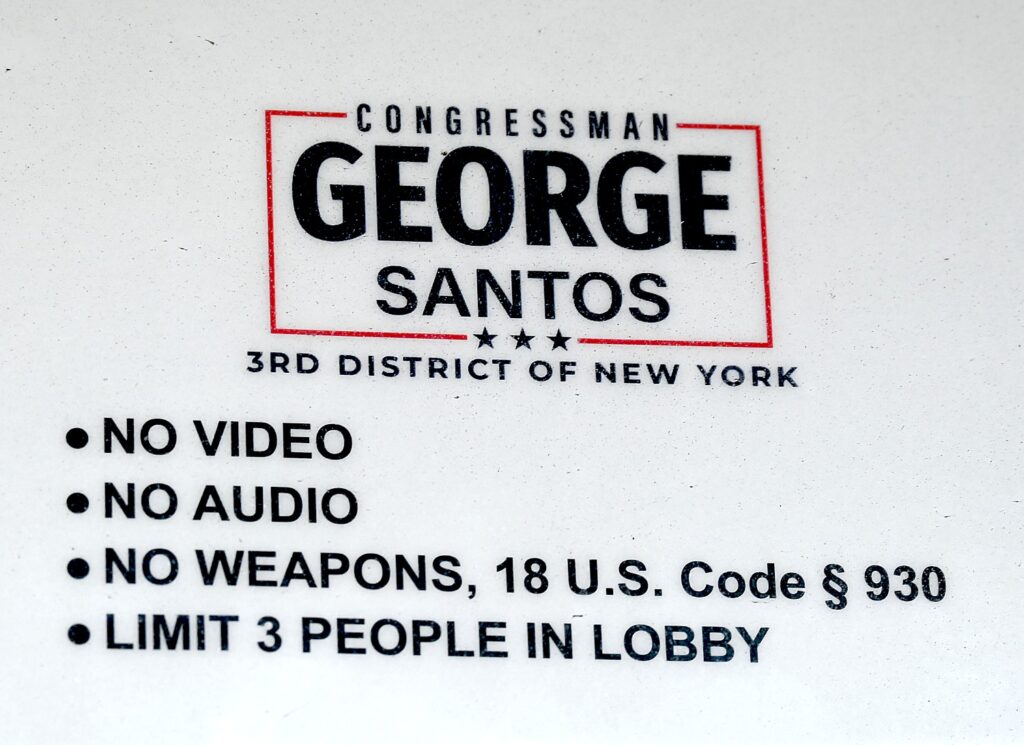 CONGRESSMAN
GEORGE
SANTOS
3RD DISTRICT OF NEW YORK
• NO VIDEO
• NO AUDIO
• NO WEAPONS, 18 U.S. Code § 930
• LIMIT 3 PEOPLE IN LOBBY